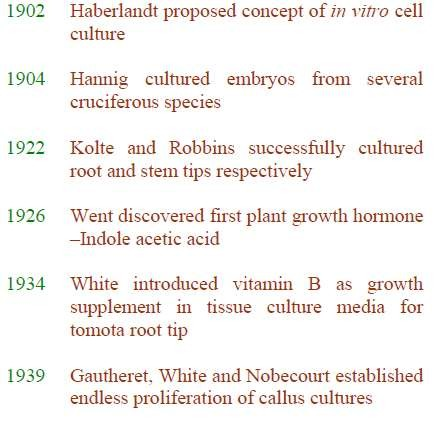 1902 Haberlandt proposed concept of in vitro cell
culture
1904 Hannig cultured embryos from several
cruciferous species
1922 Kolte and Robbins successfully cultured
root and stem tips respectively
1926 Went discovered first plant growth hormone
–Indole acetic acid
1934 White introduced vitamin B as growth
supplement in tissue culture media for
tomota root tip
1939 Gautheret, White and Nobecourt established
endless proliferation of callus cultures